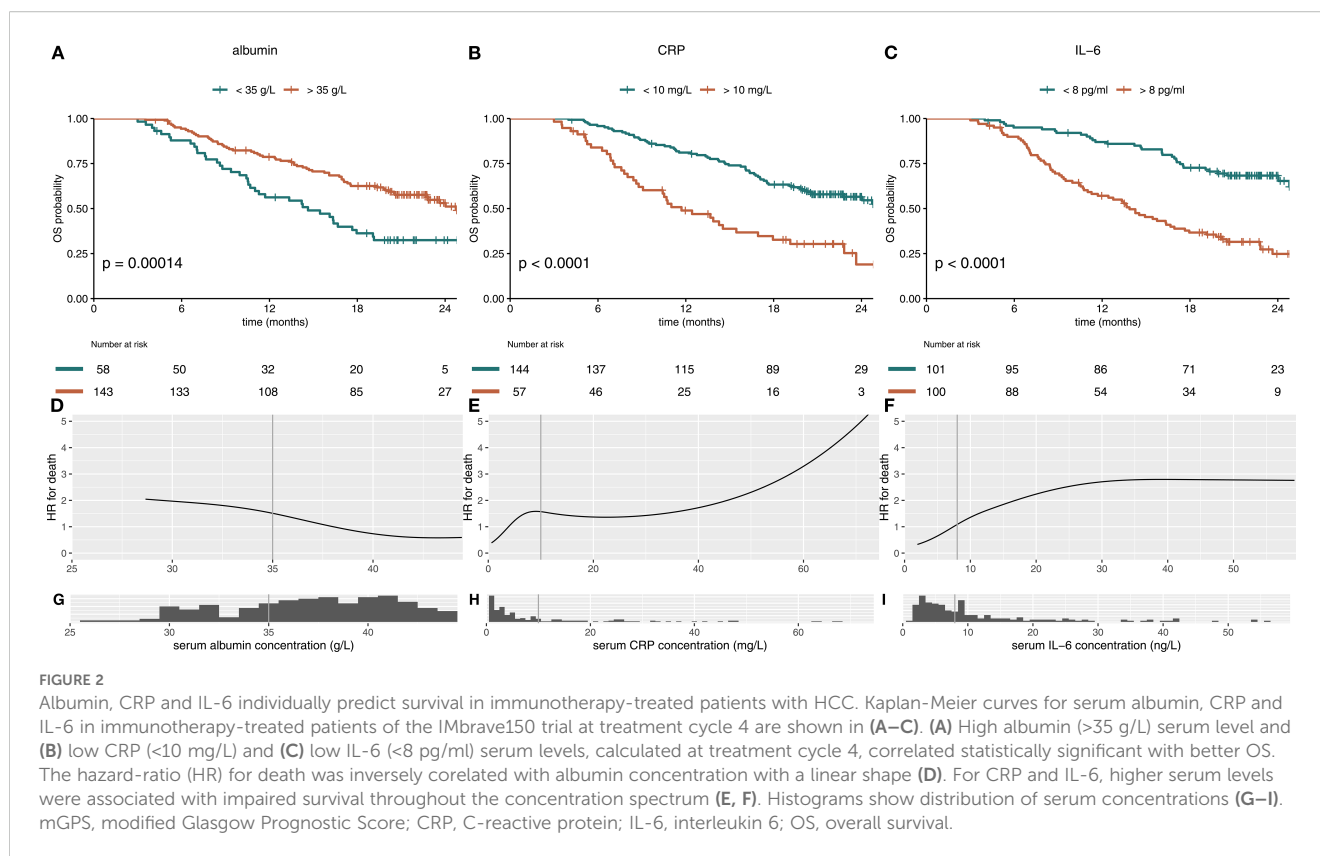 A albumin
< 35 g/L > 35 g/L
1.00
0.75
0.50
0.25
0.00
OS probability
p = 0.00014
0 6 12 18 24
time (months)
Number at risk
58 50 32 20 5
143 133 108 85 27
B CRP
< 10 mg/L > 10 mg/L
1.00
0.75
0.50
0.25
0.00
OS probability
p < 0.0001
0 6 12 18 24
time (months)
Number at risk
144 137 115 89 29
57 46 25 16 3
C IL−6
< 8 pg/ml > 8 pg/ml
1.00
0.75
0.50
0.25
0.00
OS probability
p < 0.0001
0 6 12 18 24
time (months)
Number at risk
101 95 86 71 23
100 88 54 34 9
D
5
4
3
2
1
0
HR for death
25 30 35 40
E
5
4
3
2
1
0
HR for death
0 20 40 60
F
5
4
3
2
1
0
HR for death
0 10 20 30 40 50
G
25 30 35 40
serum albumin concentration (g/L)
H
0 20 40 60
serum CRP concentration (mg/L)
I
0 10 20 30 40 50
serum IL−6 concentration (ng/L)
FIGURE 2
Albumin, CRP and IL-6 individually predict survival in immunotherapy-treated patients with HCC. Kaplan-Meier curves for serum albumin, CRP and
IL-6 in immunotherapy-treated patients of the IMbrave150 trial at treatment cycle 4 are shown in (A–C). (A) High albumin (>35 g/L) serum level and
(B) low CRP (<10 mg/L) and (C) low IL-6 (<8 pg/ml) serum levels, calculated at treatment cycle 4, correlated statistically significant with better OS.
The hazard-ratio (HR) for death was inversely corelated with albumin concentration with a linear shape (D). For CRP and IL-6, higher serum levels
were associated with impaired survival throughout the concentration spectrum (E, F). Histograms show distribution of serum concentrations (G–I).
mGPS, modified Glasgow Prognostic Score; CRP, C-reactive protein; IL-6, interleukin 6; OS, overall survival.